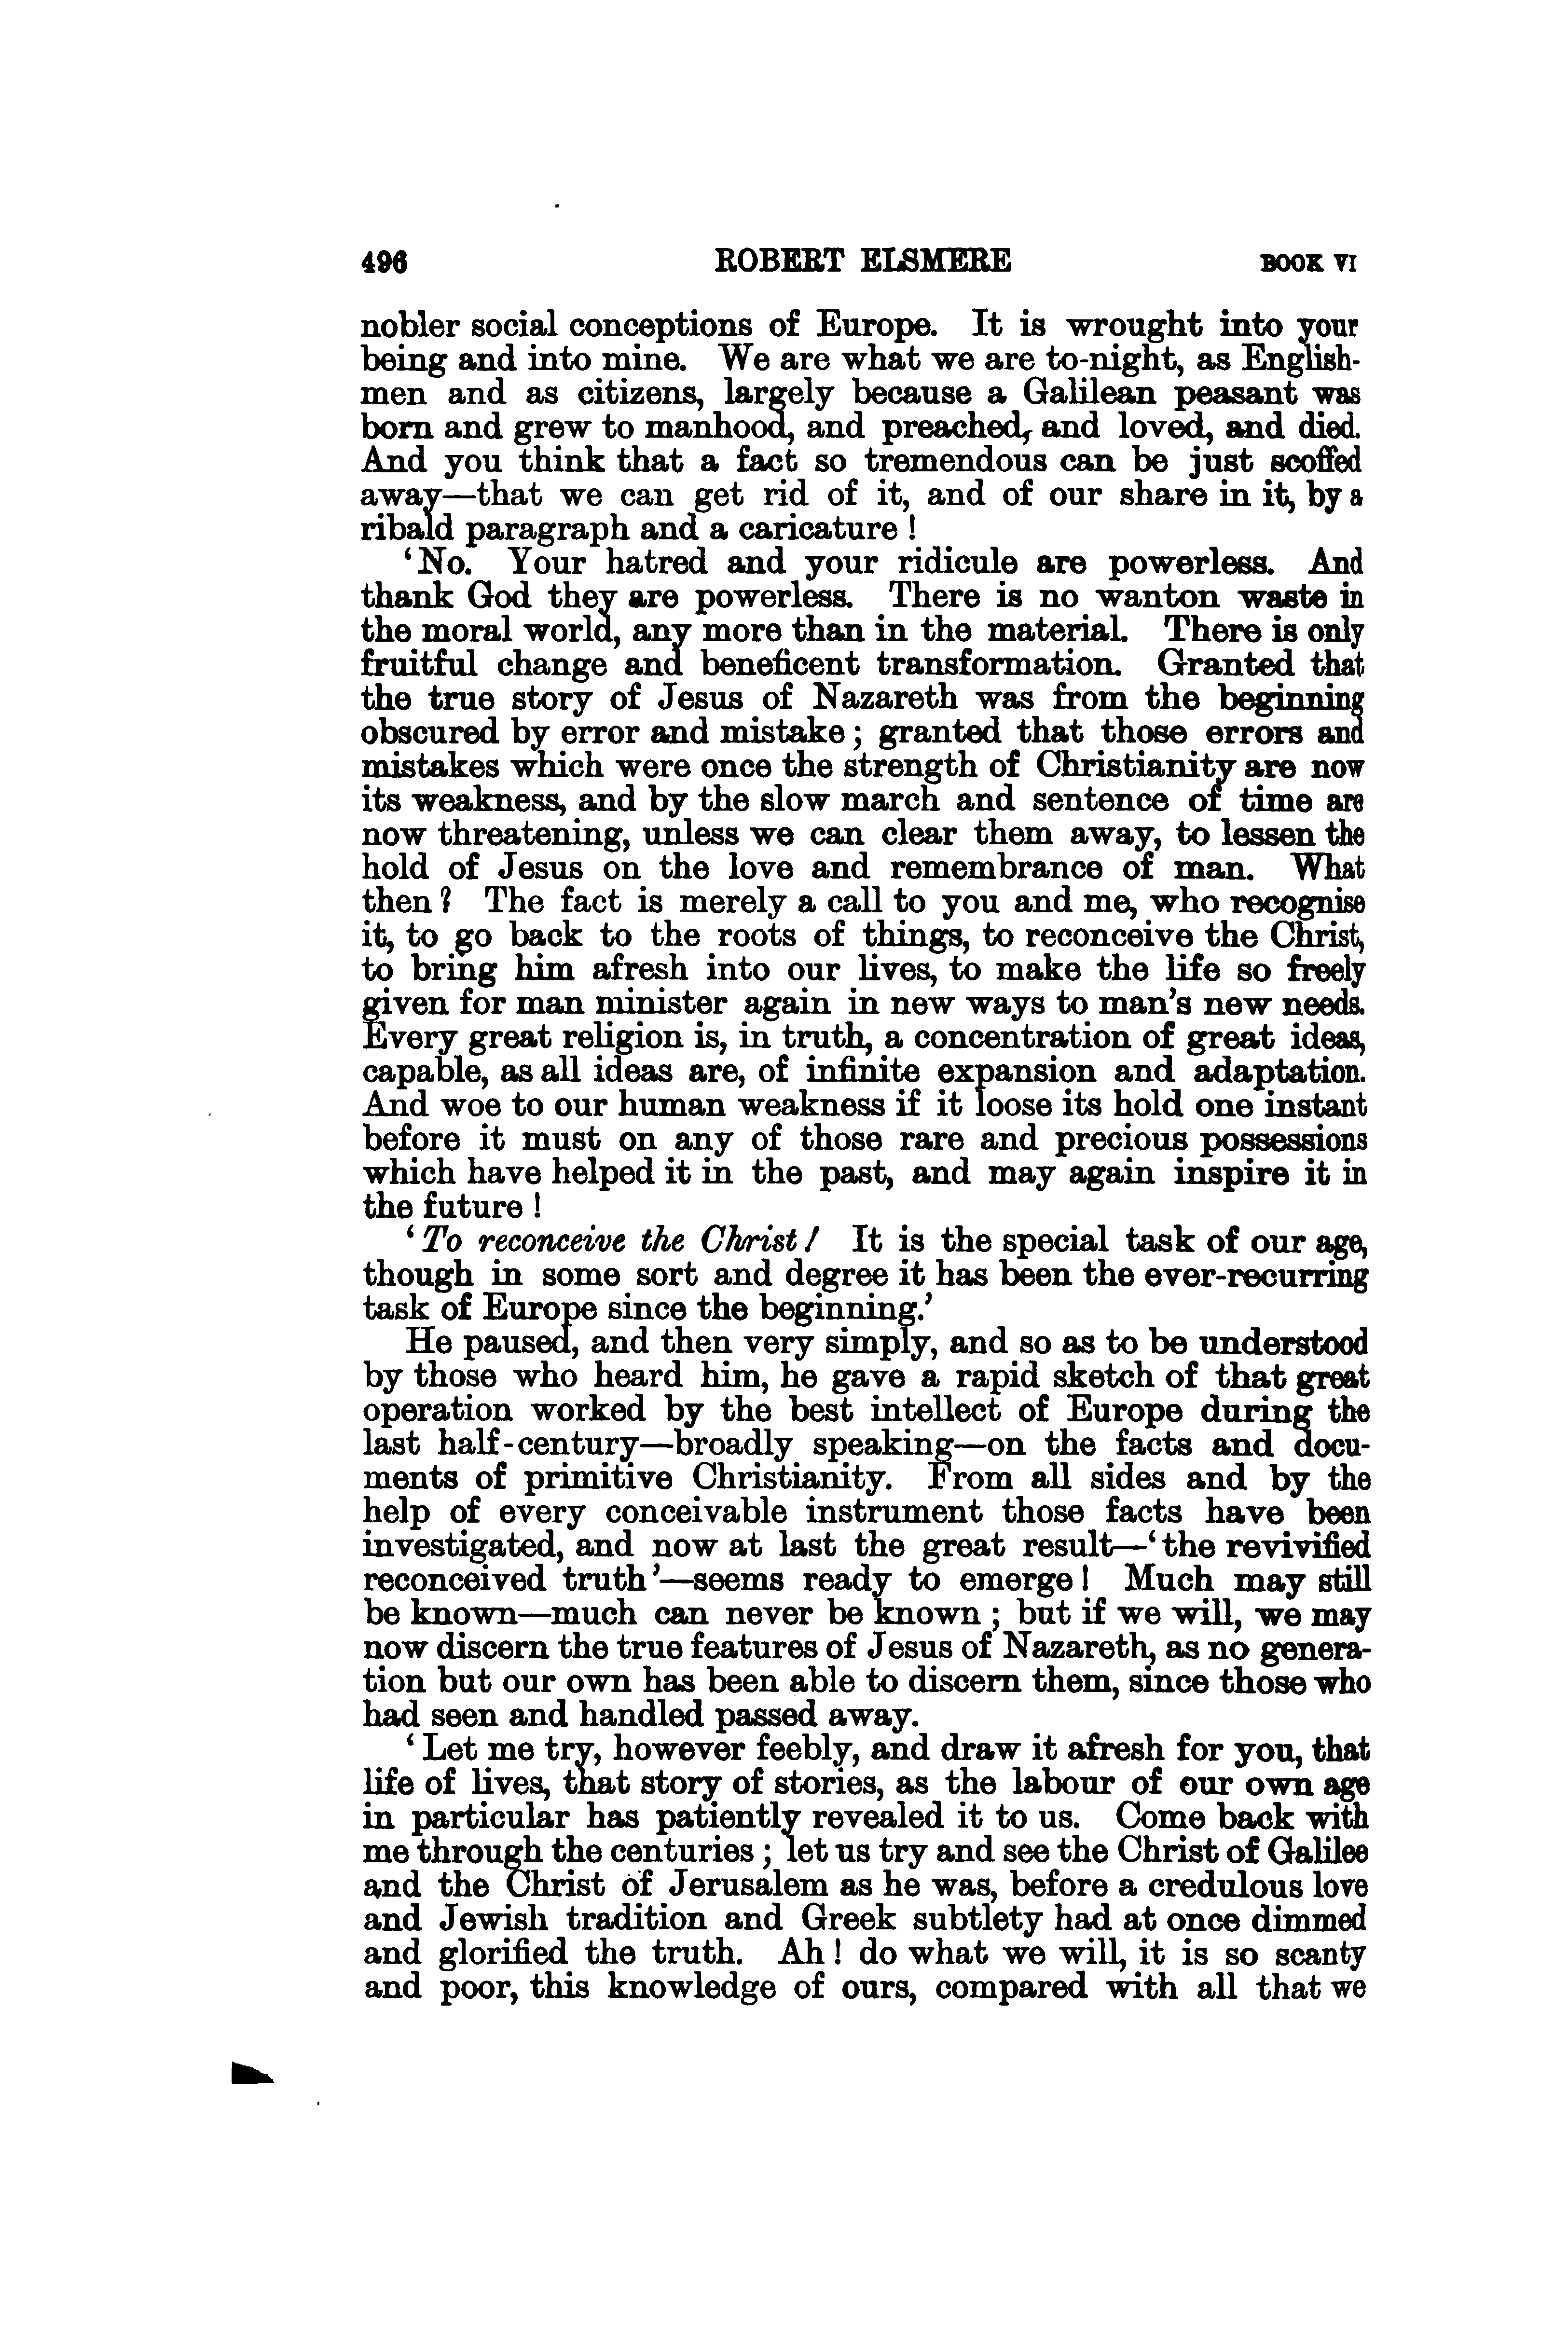 496 ROBERT ELSMERE BOOK VI
nobler social conceptions of Europe. It is wrought into your
being and into mine. We are what we are to-night, as English-
men and as citizens, largely because a Galilean peasant was
born and grew to manhood, and preached, and loved, and died.
And you think that a fact so tremendous can be just scoffed
away—that we can get rid of it, and of our share in it, by a
ribald paragraph and a caricature !
‘No. Your hatred and your ridicule are powerless. And
thank God they are powerless. There is no wanton waste in
the moral world, any more than in the material. There is only
fruitful change and beneficent transformation. Granted that
the true story of Jesus of Nazareth was from the beginning
obscured by error and mistake ; granted that those errors and
mistakes which were once the strength of Christianity are now
its weakness, and by the slow march and sentence of time are
now threatening, unless we can clear them away, to lessen the
hold of Jesus on the love and remembrance of man. What
then ? The fact is merely a call to you and me, who recognise
it, to go back to the roots of things, to reconceive the Christ,
to bring him afresh into our lives, to make the life so freely
given for man minister again in new ways to man's new needs.
Every great religion is, in truth, a concentration of great ideas,
capable, as all ideas are, of infinite expansion and adaptation.
And woe to our human weakness if it loose its hold one instant
before it must on any of those rare and precious possessions
which have helped it in the past, and may again inspire it in
the future !
‘To reconceive the Christ ! It is the special task of our age,
though in some sort and degree it has been the ever-recurring
task of Europe since the beginning.’
He paused, and then very simply, and so as to be understood
by those who heard him, he gave a rapid sketch of that great
operation worked by the best intellect of Europe during the
last half-century—broadly speaking—on the facts and docu-
ments of primitive Christianity. From all sides and by the
help of every conceivable instrument those facts have been
investigated, and now at last the great result—‘the revivified
reconceived truth’—seems ready to emerge ! Much may still
be known—much can never be known ; but if we will, we may
now discern the true features of Jesus of Nazareth, as no genera-
tion but our own has been able to discern them, since those who
had seen and handled passed away.
‘Let me try, however feebly, and draw it afresh for you, that
life of lives, that story of stories, as the labour of our own age
in particular has patiently revealed it to us. Come back with
me through the centuries ; let us try and see the Christ of Galilee
and the Christ of Jerusalem as he was, before a credulous love
and Jewish tradition and Greek subtlety had at once dimmed
and glorified the truth. Ah ! do what we will, it is so scanty
and poor, this knowledge of ours, compared with all that we